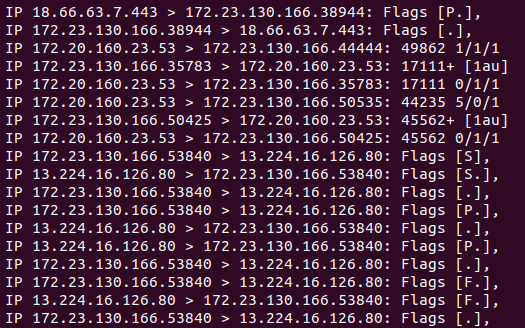 IP 18.66.63.7.443 > 172.23.130.166.38944: Flags [P.],
IP 172.23.130.166.38944 > 18.66.63.7.443: Flags [.],
IP 172.20.160.23.53 > 172.23.130.166.44444: 49862 1/1/1
IP 172.23.130.166.35783 > 172.20.160.23.53: 17111+ [1au]
IP 172.20.160.23.53 > 172.23.130.166.35783: 17111 0/1/1
IP 172.20.160.23.53 > 172.23.130.166.50535: 44235 5/0/1
IP 172.23.130.166.50425 > 172.20.160.23.53: 45562+ [1au]
IP 172.20.160.23.53 > 172.23.130.166.50425: 45562 0/1/1
IP 172.23.130.166.53840 > 13.224.16.126.80: Flags [S],
IP 13.224.16.126.80 > 172.23.130.166.53840: Flags [S.],
IP 172.23.130.166.53840 > 13.224.16.126.80: Flags [.],
IP 172.23.130.166.53840 > 13.224.16.126.80: Flags [P.],
IP 13.224.16.126.80 > 172.23.130.166.53840: Flags [.],
IP 13.224.16.126.80 > 172.23.130.166.53840: Flags [P.],
IP 172.23.130.166.53840 > 13.224.16.126.80: Flags [.],
IP 172.23.130.166.53840 > 13.224.16.126.80: Flags [F.],
IP 13.224.16.126.80 > 172.23.130.166.53840: Flags [F.],
IP 172.23.130.166.53840 > 13.224.16.126.80: Flags [.],